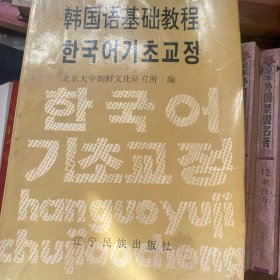 韩国语基础教程
한국어기초교정
北京大学朝鲜文化研究所 编
한국어
기초교정
hanguoyuji
chujiaocheng
辽宁民族出版社